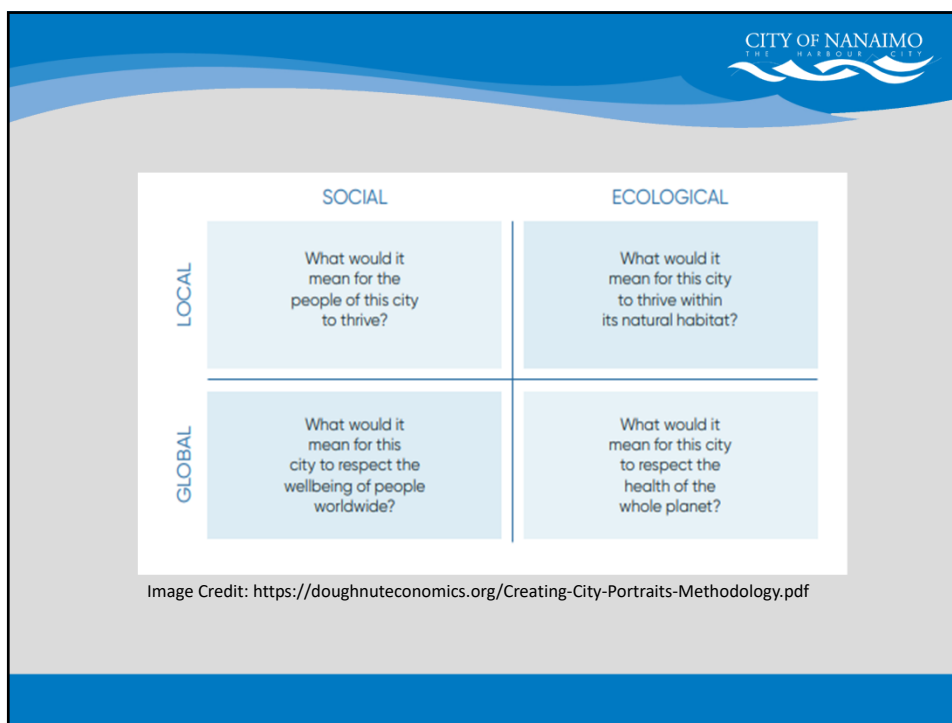 CITY OF NANAIMO
THE HARBOUR CITY
SOCIAL
ECOLOGICAL
LOCAL
What would it
mean for the
people of this city
to thrive?
What would it
mean for this city
to thrive within
its natural habitat?
GLOBAL
What would it
mean for this
city to respect the
wellbeing of people
worldwide?
What would it
mean for this city
to respect the
health of the
whole planet?
Image Credit: https://doughnuteconomics.org/Creating-City-Portraits-Methodology.pdf